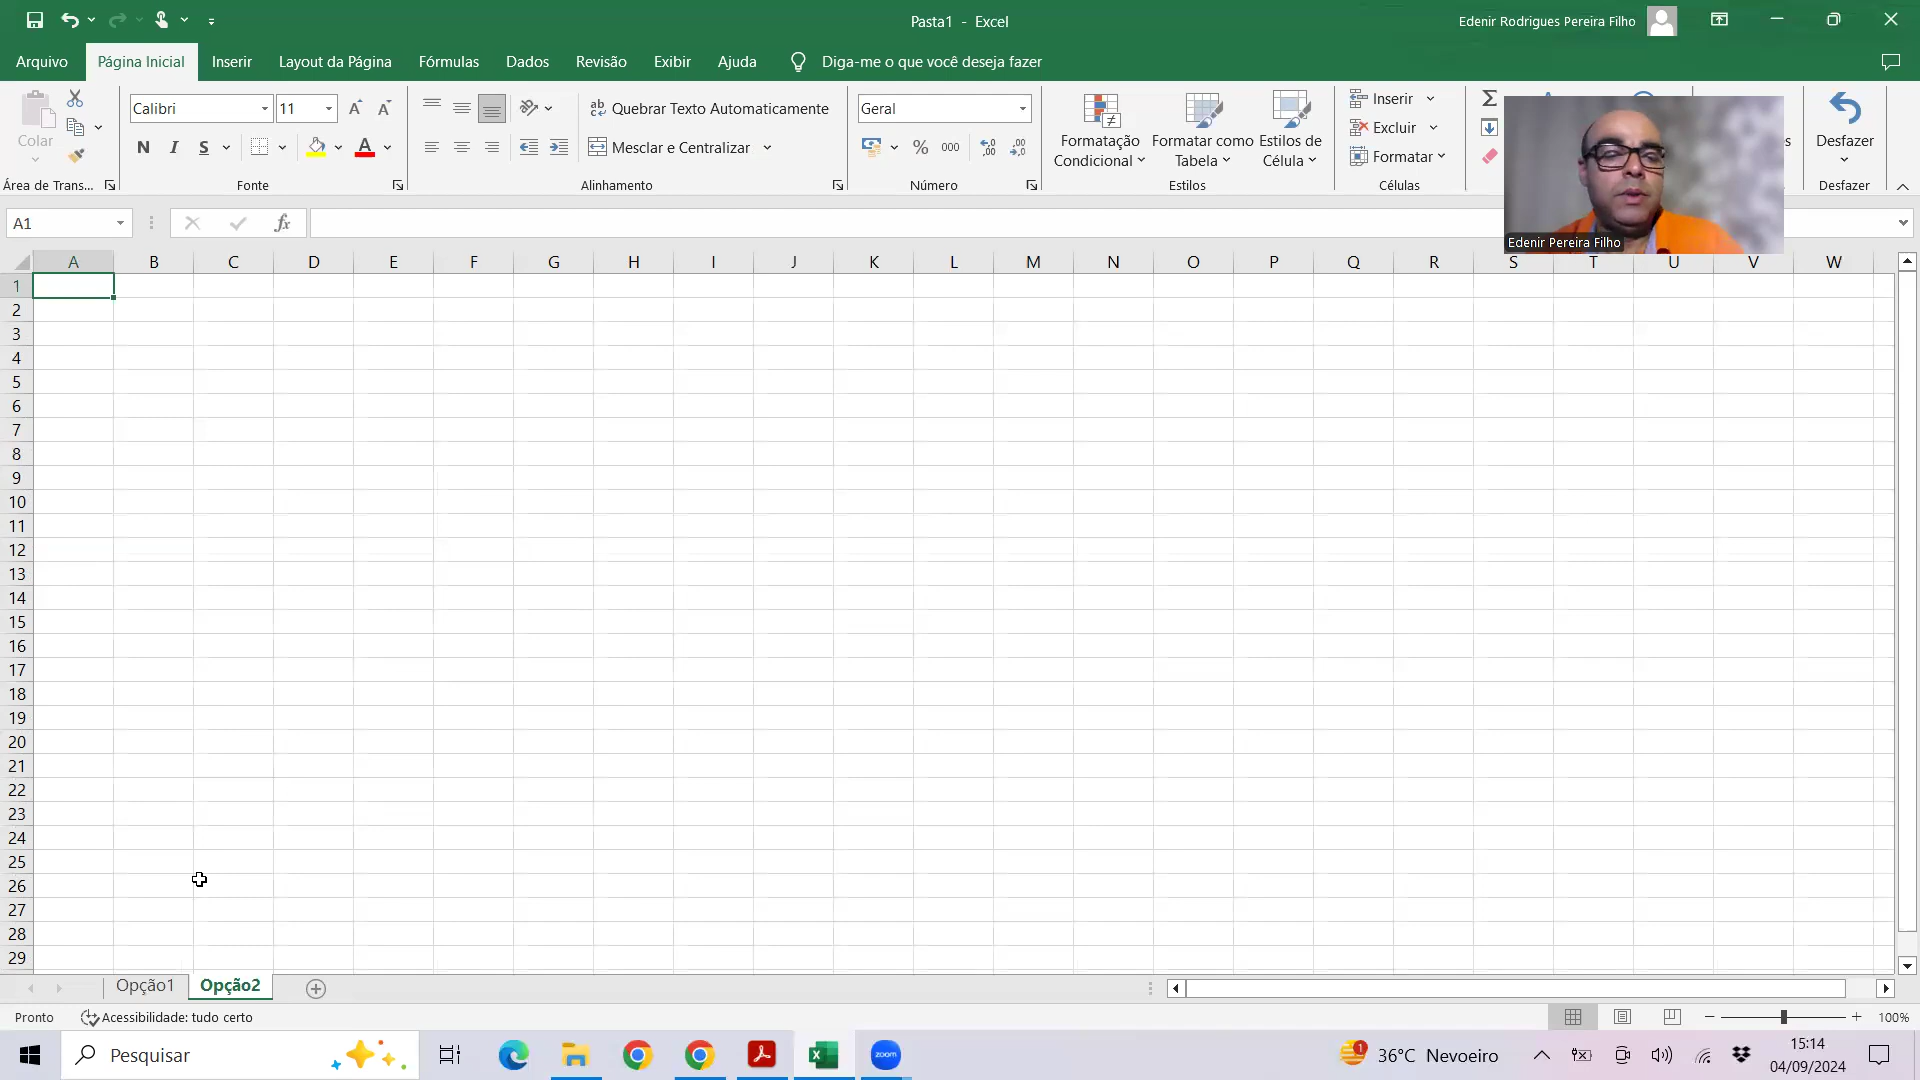 Pasta1 - Excel
Edenir Rodrigues Pereira Filho
Arquivo
Página Inicial
Inserir
Layout da Página
Fórmulas
Dados
Revisão
Exibir
Ajuda
Diga-me o que você deseja fazer
Colar
Calibri
11
N I S
Quebrar Texto Automaticamente
Mesclar e Centralizar
Geral
% 000
Formatação
Condicional
Formatar como
Tabela
Estilos de
Célula
Inserir
Excluir
Formatar
Desfazer
Área de Trans...
Fonte
Alinhamento
Número
Estilos
Células
Desfazer
A1
fx
Edenir Pereira Filho
A B C D E F G H I J K L M N O P Q R S T U V W
1
2
3
4
5
6
7
8
9
10
11
12
13
14
15
16
17
18
19
20
21
22
23
24
25
26
27
28
29
Opção1
Opção2
Pronto
Acessibilidade: tudo certo
100%
Pesquisar
zoom
1
36°C Nevoeiro
15:14
04/09/2024